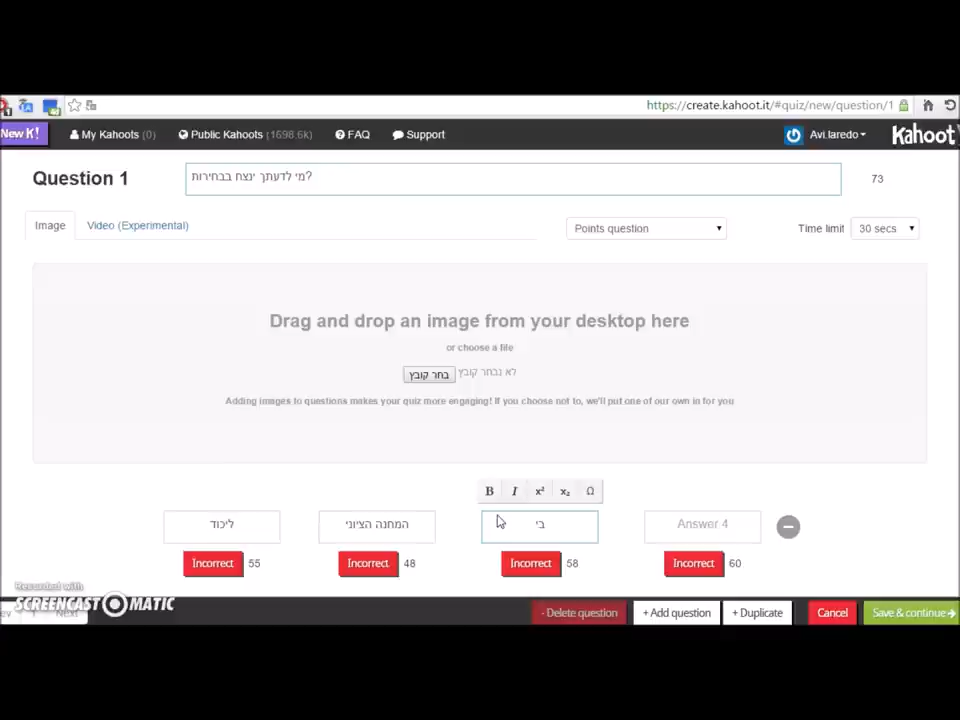 https://create.kahoot.it/#quiz/new/question/1
New K! My Kahoots (0) Public Kahoots (1698.6k) FAQ Support Avi.laredo Kahoot
Question 1 מי לדעתך ינצח בבחירות? 73
Image Video (Experimental) Points question Time limit 30 secs
Drag and drop an image from your desktop here
or choose a file
בחר קובץ לא נבחר קובץ
Adding images to questions makes your quiz more engaging! If you choose not to, we'll put one of our own in for you
B I x² x₂ Ω
ליכוד המחנה הציוני בי Answer 4
Incorrect 55 Incorrect 48 Incorrect 58 Incorrect 60
Recorded with
SCREENCAST-O-MATIC
Next - Delete question + Add question + Duplicate Cancel Save & continue